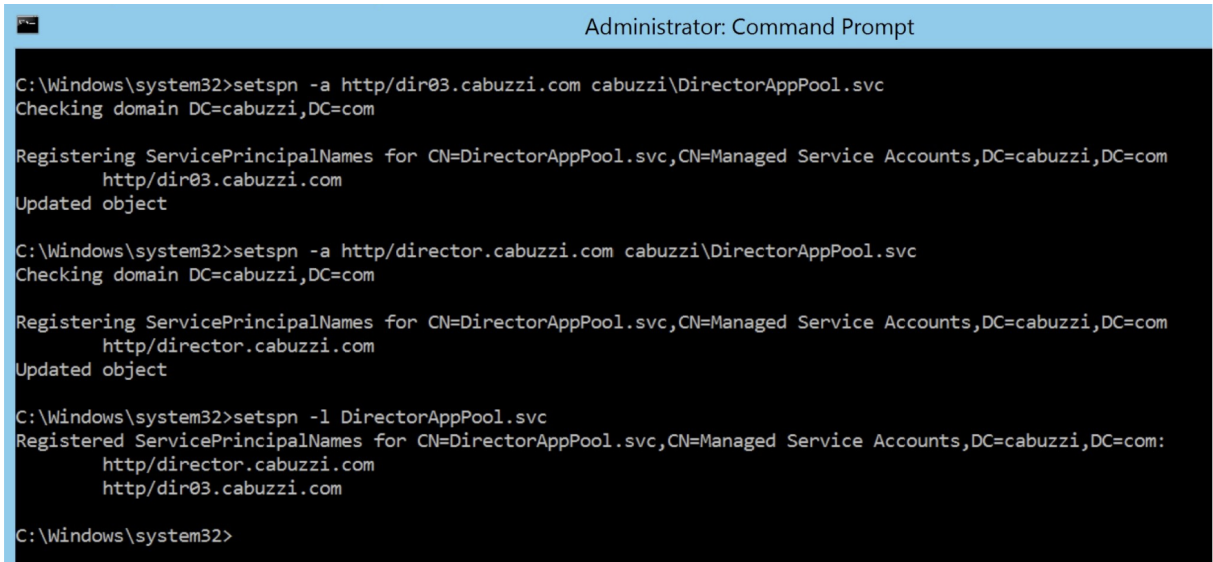 Administrator: Command Prompt
C:\Windows\system32>setspn -a http/dir03.cabuzzi.com cabuzzi\DirectorAppPool.svc
Checking domain DC=cabuzzi,DC=com
Registering ServicePrincipalNames for CN=DirectorAppPool.svc,CN=Managed Service Accounts,DC=cabuzzi,DC=com
http/dir03.cabuzzi.com
Updated object
C:\Windows\system32>setspn -a http/director.cabuzzi.com cabuzzi\DirectorAppPool.svc
Checking domain DC=cabuzzi,DC=com
Registering ServicePrincipalNames for CN=DirectorAppPool.svc,CN=Managed Service Accounts,DC=cabuzzi,DC=com
http/director.cabuzzi.com
Updated object
C:\Windows\system32>setspn -l DirectorAppPool.svc
Registered ServicePrincipalNames for CN=DirectorAppPool.svc,CN=Managed Service Accounts,DC=cabuzzi,DC=com:
http/director.cabuzzi.com
http/dir03.cabuzzi.com
C:\Windows\system32>